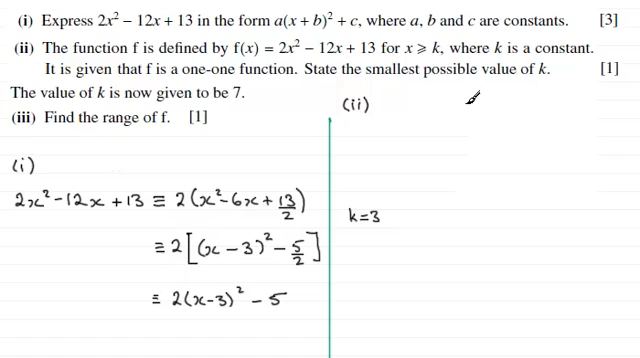 (i) Express 2x² − 12x + 13 in the form a(x + b)² + c, where a, b and c are constants. [3]
(ii) The function f is defined by f(x) = 2x² − 12x + 13 for x ⩾ k, where k is a constant.
It is given that f is a one-one function. State the smallest possible value of k. [1]
The value of k is now given to be 7.
(iii) Find the range of f. [1]
(i)
2x² − 12x + 13 ≡ 2(x² − 6x + 13/2)
≡ 2[(x − 3)² − 5/2]
≡ 2(x − 3)² − 5
(ii)
k = 3